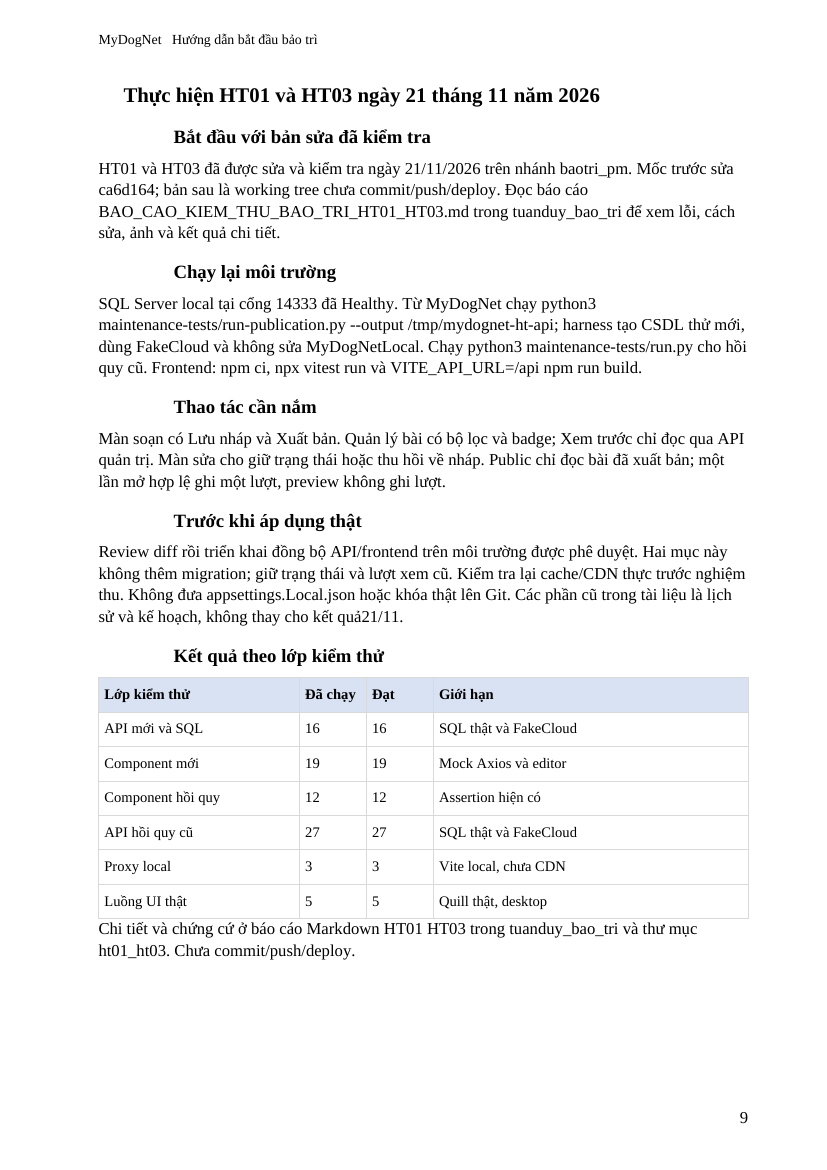 MyDogNet   Hướng dẫn bắt đầu bảo trì
Thực hiện HT01 và HT03 ngày 21 tháng 11 năm 2026
Bắt đầu với bản sửa đã kiểm tra
HT01 và HT03 đã được sửa và kiểm tra ngày 21/11/2026 trên nhánh baotri_pm. Mốc trước sửa
ca6d164; bản sau là working tree chưa commit/push/deploy. Đọc báo cáo
BAO_CAO_KIEM_THU_BAO_TRI_HT01_HT03.md trong tuanduy_bao_tri để xem lỗi, cách
sửa, ảnh và kết quả chi tiết.
Chạy lại môi trường
SQL Server local tại cổng 14333 đã Healthy. Từ MyDogNet chạy python3
maintenance-tests/run-publication.py --output /tmp/mydognet-ht-api; harness tạo CSDL thử mới,
dùng FakeCloud và không sửa MyDogNetLocal. Chạy python3 maintenance-tests/run.py cho hồi
quy cũ. Frontend: npm ci, npx vitest run và VITE_API_URL=/api npm run build.
Thao tác cần nắm
Màn soạn có Lưu nháp và Xuất bản. Quản lý bài có bộ lọc và badge; Xem trước chỉ đọc qua API
quản trị. Màn sửa cho giữ trạng thái hoặc thu hồi về nháp. Public chỉ đọc bài đã xuất bản; một
lần mở hợp lệ ghi một lượt, preview không ghi lượt.
Trước khi áp dụng thật
Review diff rồi triển khai đồng bộ API/frontend trên môi trường được phê duyệt. Hai mục này
không thêm migration; giữ trạng thái và lượt xem cũ. Kiểm tra lại cache/CDN thực trước nghiệm
thu. Không đưa appsettings.Local.json hoặc khóa thật lên Git. Các phần cũ trong tài liệu là lịch
sử và kế hoạch, không thay cho kết quả21/11.
Kết quả theo lớp kiểm thử
Lớp kiểm thử	Đã chạy	Đạt	Giới hạn
API mới và SQL	16	16	SQL thật và FakeCloud
Component mới	19	19	Mock Axios và editor
Component hồi quy	12	12	Assertion hiện có
API hồi quy cũ	27	27	SQL thật và FakeCloud
Proxy local	3	3	Vite local, chưa CDN
Luồng UI thật	5	5	Quill thật, desktop
Chi tiết và chứng cứ ở báo cáo Markdown HT01 HT03 trong tuanduy_bao_tri và thư mục
ht01_ht03. Chưa commit/push/deploy.
9